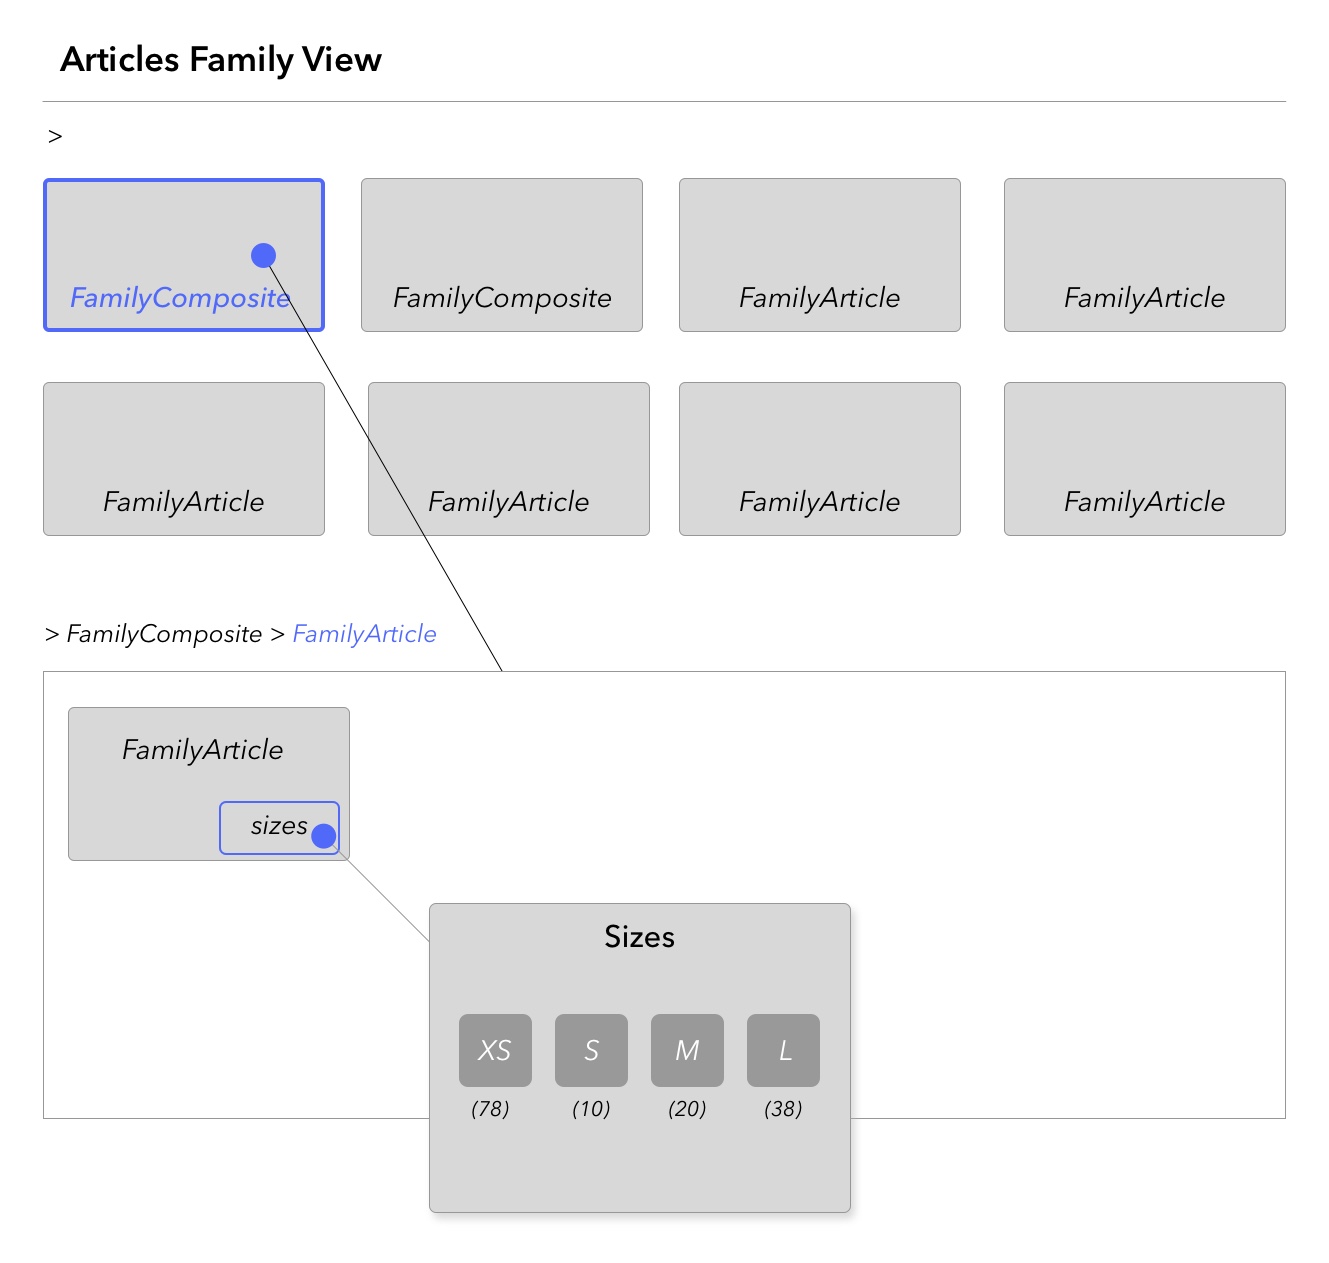 Articles Family View
>
FamilyComposite
FamilyComposite
FamilyArticle
FamilyArticle
FamilyArticle
FamilyArticle
FamilyArticle
FamilyArticle
> FamilyComposite > FamilyArticle
FamilyArticle
sizes
Sizes
XS
S
M
L
(78)
(10)
(20)
(38)